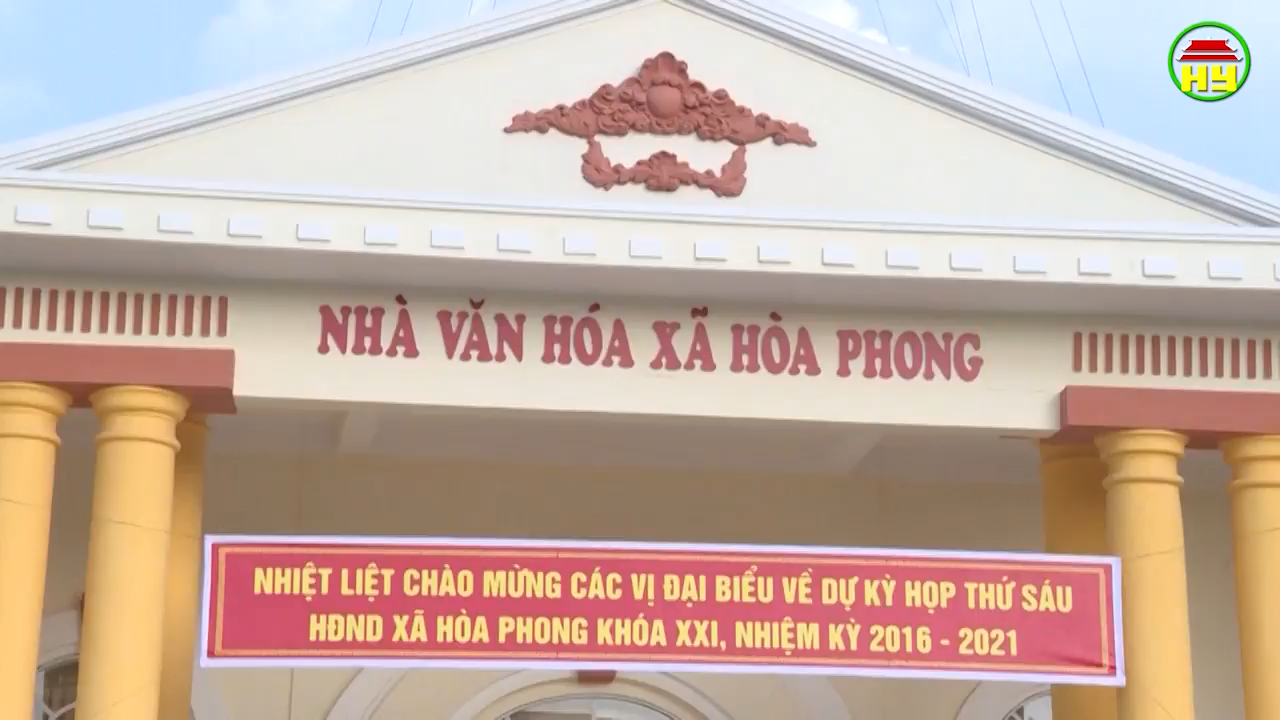 HY
NHÀ VĂN HÓA XÃ HÒA PHONG
NHIỆT LIỆT CHÀO MỪNG CÁC VỊ ĐẠI BIỂU VỀ DỰ KỲ HỌP THỨ SÁU
HĐND XÃ HÒA PHONG KHÓA XXI, NHIỆM KỲ 2016 - 2021